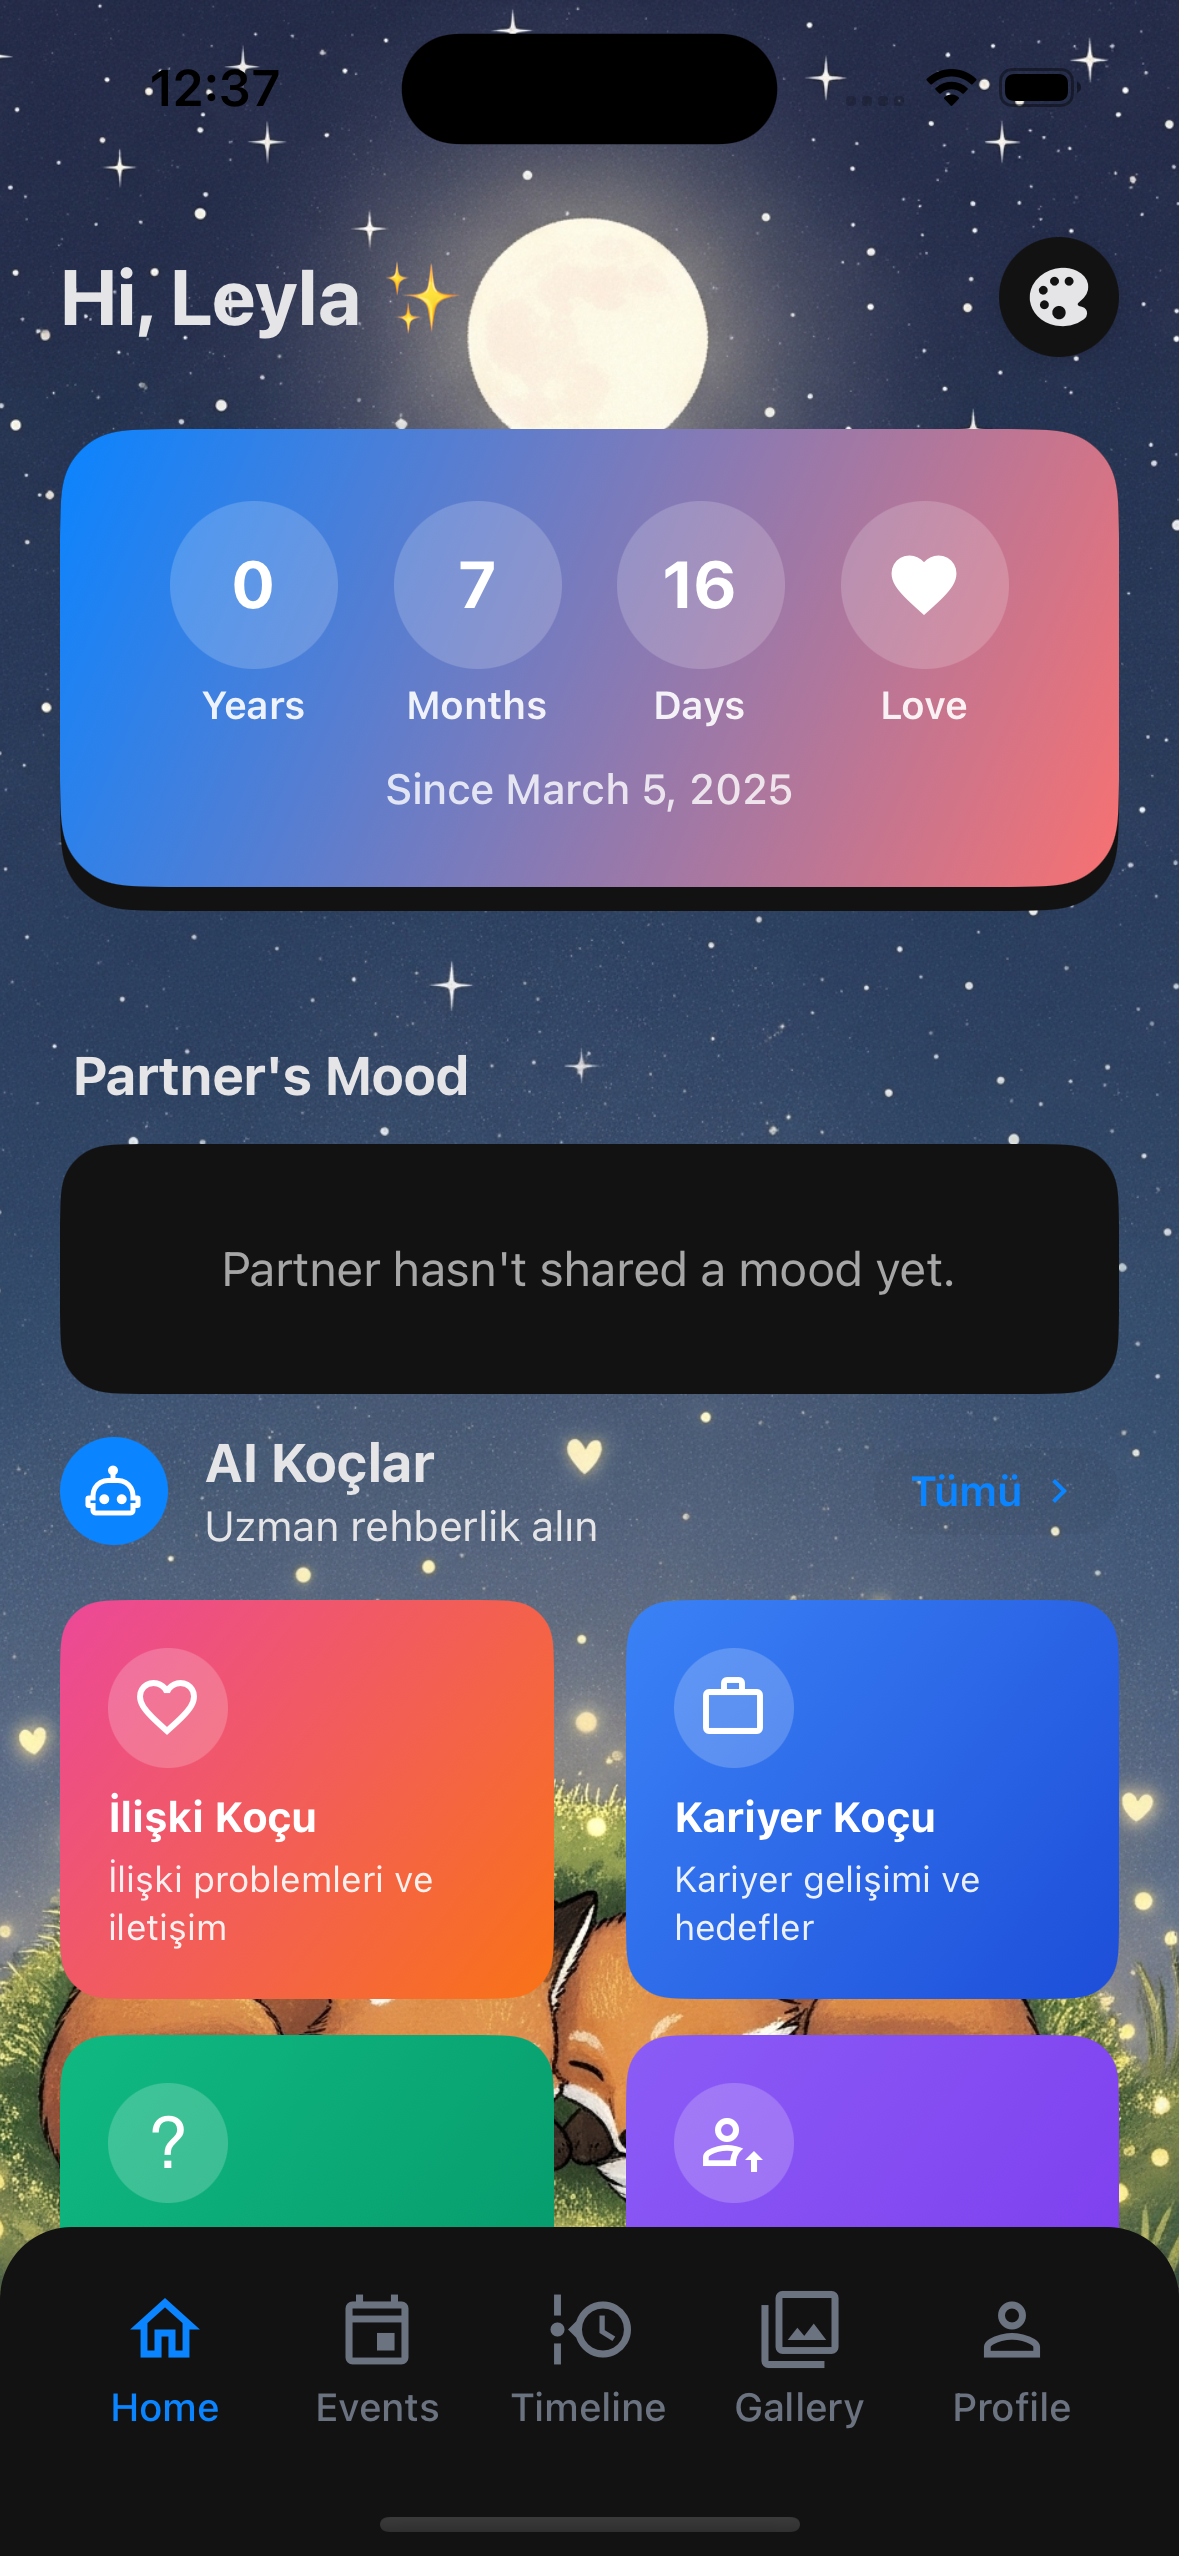 12:37
Hi, Leyla ✨
0 7 16
Years Months Days Love
Since March 5, 2025
Partner's Mood
Partner hasn't shared a mood yet.
AI Koçlar
Uzman rehberlik alın
Tümü
İlişki Koçu
İlişki problemleri ve
iletişim
Kariyer Koçu
Kariyer gelişimi ve
hedefler
?
Home Events Timeline Gallery Profile